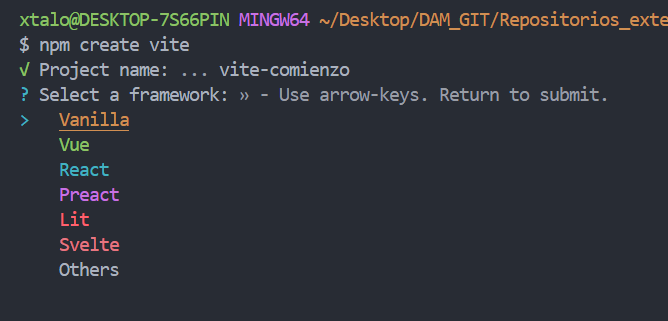 xtalo@DESKTOP-7S66PIN MINGW64 ~/Desktop/DAM_GIT/Repositorios_exte
$ npm create vite
√ Project name: ... vite-comienzo
? Select a framework: » - Use arrow-keys. Return to submit.
> Vanilla
Vue
React
Preact
Lit
Svelte
Others